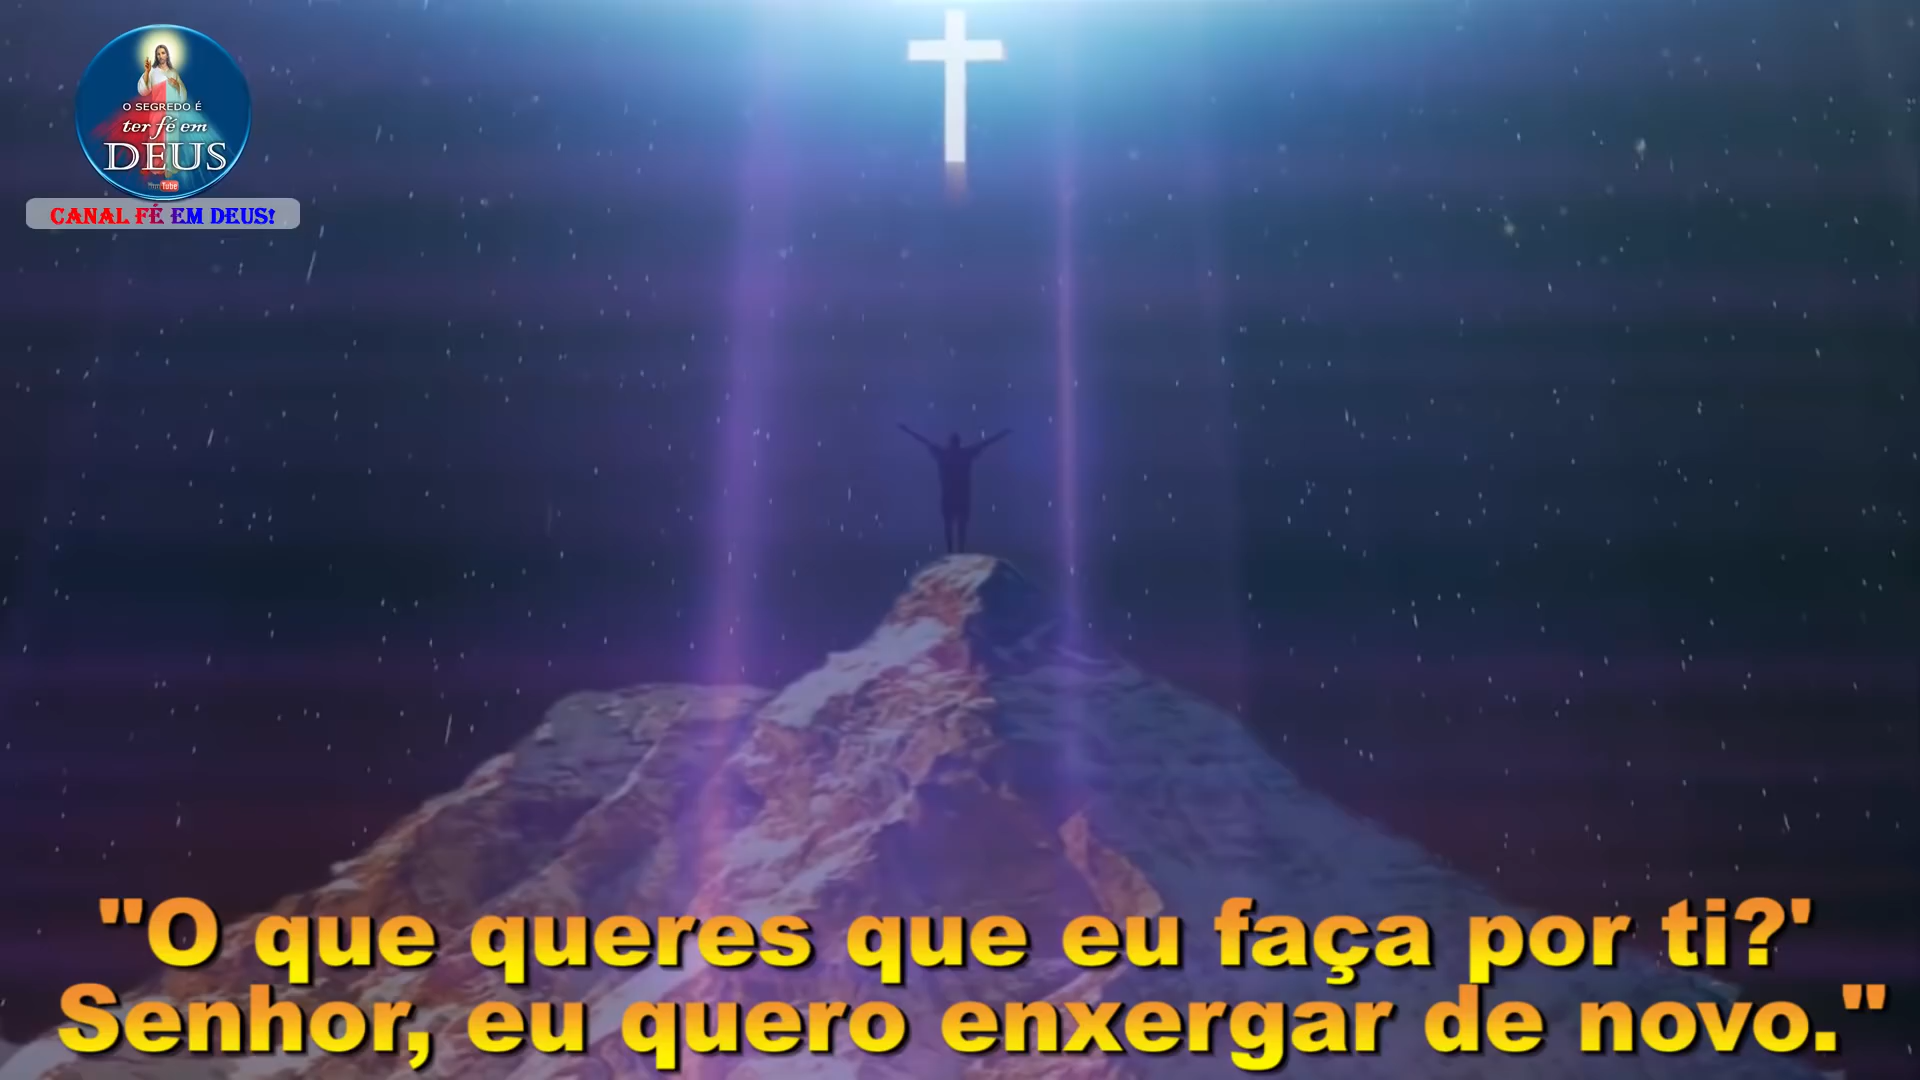 O SEGREDO É
ter fé em
DEUS
YouTube
CANAL FÉ EM DEUS!
"O que queres que eu faça por ti?'
Senhor, eu quero enxergar de novo."